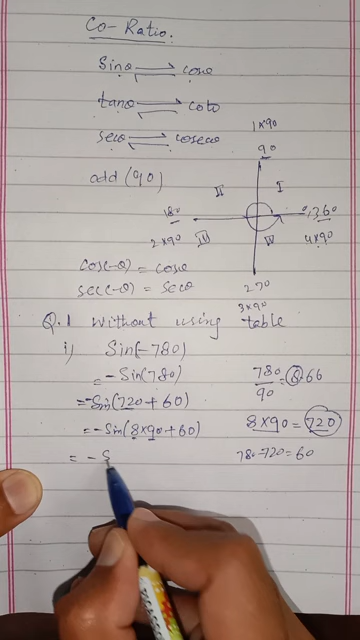 Co-Ratio.
Sinθ ⇌ cosθ
tanθ ⇌ cotθ
secθ ⇌ cosecθ
add (90)
1×90
90
II
I
180
0, 360
2×90
III
IV
4×90
270
3×90
cos(-θ) = cosθ
sec(-θ) = secθ
Q.1 Without using table
i) Sin(-780)
= -Sin(780)
780/90 = 8.66
= -Sin(720 + 60)
= -Sin(8×90 + 60)
8×90 = 720
780-720 = 60
= - S